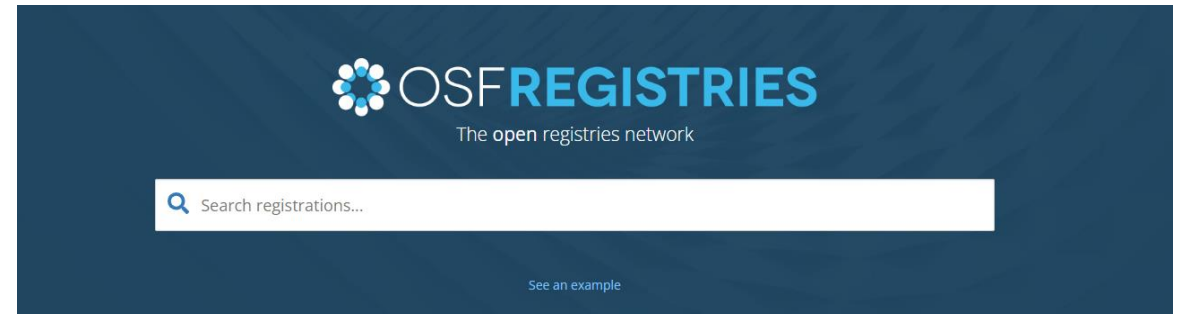 OSFREGISTRIES
The open registries network
Search registrations...
See an example